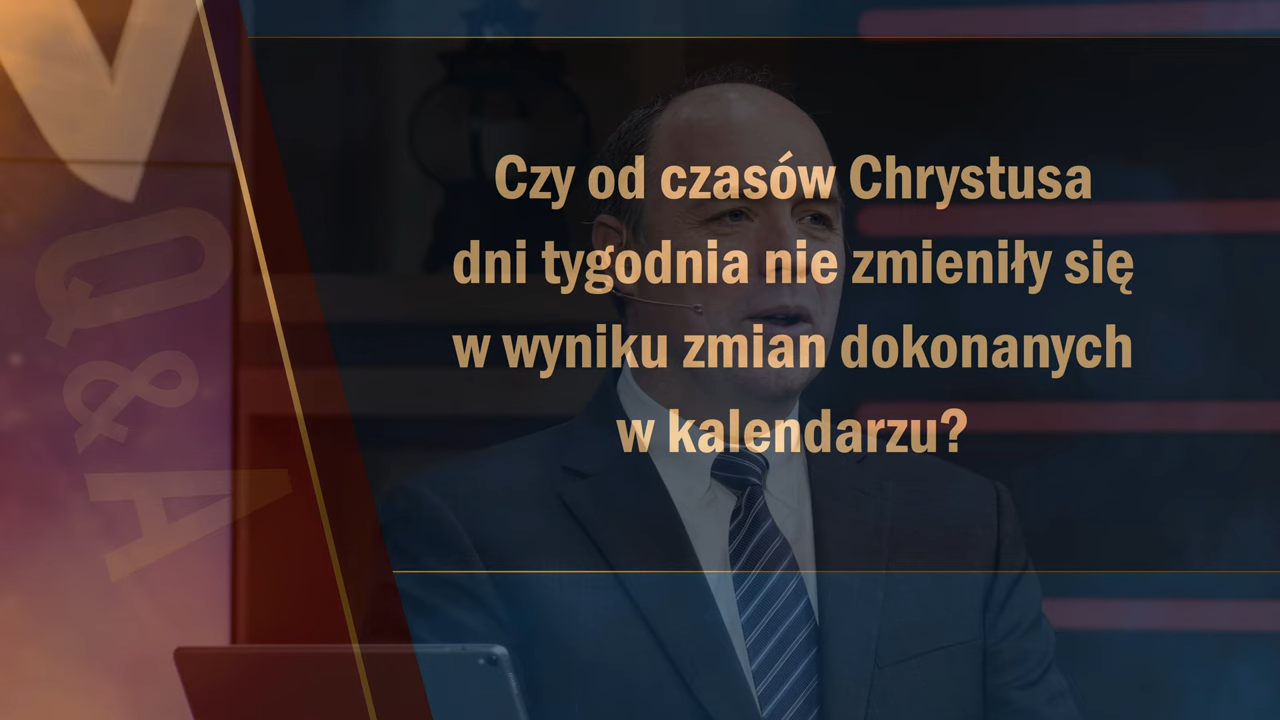 Czy od czasów Chrystusa
dni tygodnia nie zmieniły się
w wyniku zmian dokonanych
w kalendarzu?
Q&A